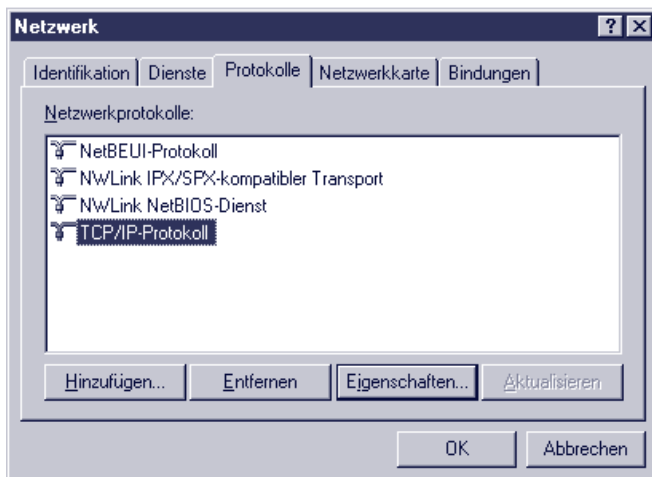 Netzwerk
Identifikation Dienste Protokolle Netzwerkkarte Bindungen
Netzwerkprotokolle:
NetBEUI-Protokoll
NWLink IPX/SPX-kompatibler Transport
NWLink NetBIOS-Dienst
TCP/IP-Protokoll
Hinzufügen... Entfernen Eigenschaften... Aktualisieren
OK Abbrechen